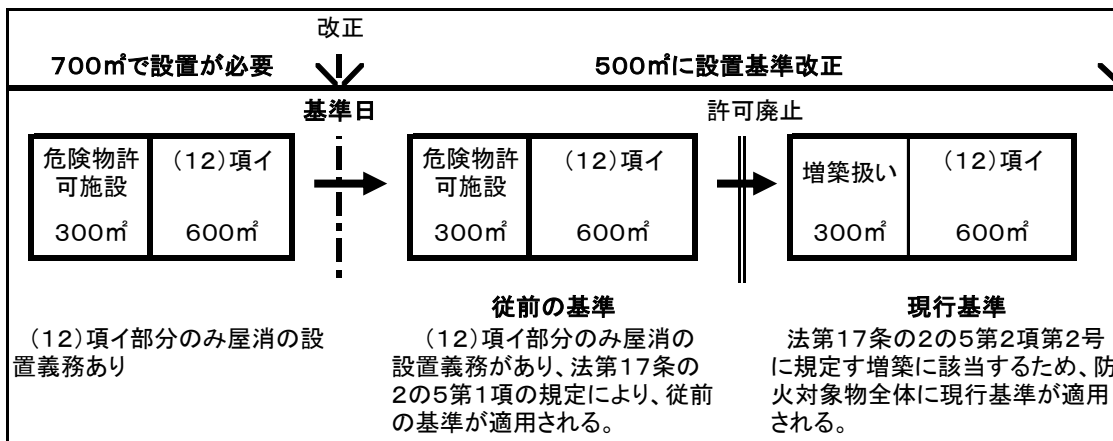 改正
700㎡で設置が必要
500㎡に設置基準改正
基準日
許可廃止
危険物許
可施設
300㎡
(12)項イ
600㎡
危険物許
可施設
300㎡
(12)項イ
600㎡
増築扱い
300㎡
(12)項イ
600㎡
(12)項イ部分のみ屋消の設
置義務あり
従前の基準
(12)項イ部分のみ屋消の
設置義務があり、法第17条の
2の5第1項の規定により、従前
の基準が適用される。
現行基準
法第17条の2の5第2項第2号
に規定す増築に該当するため、防
火対象物全体に現行基準が適用
される。